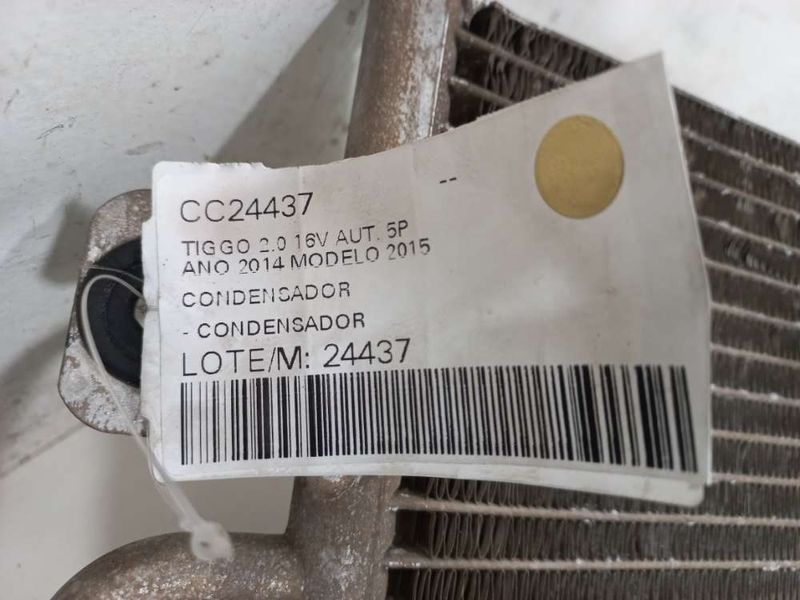 --
CC24437
TIGGO 2.0 16V AUT. 5P
ANO 2014 MODELO 2015
CONDENSADOR
- CONDENSADOR
LOTE/M: 24437